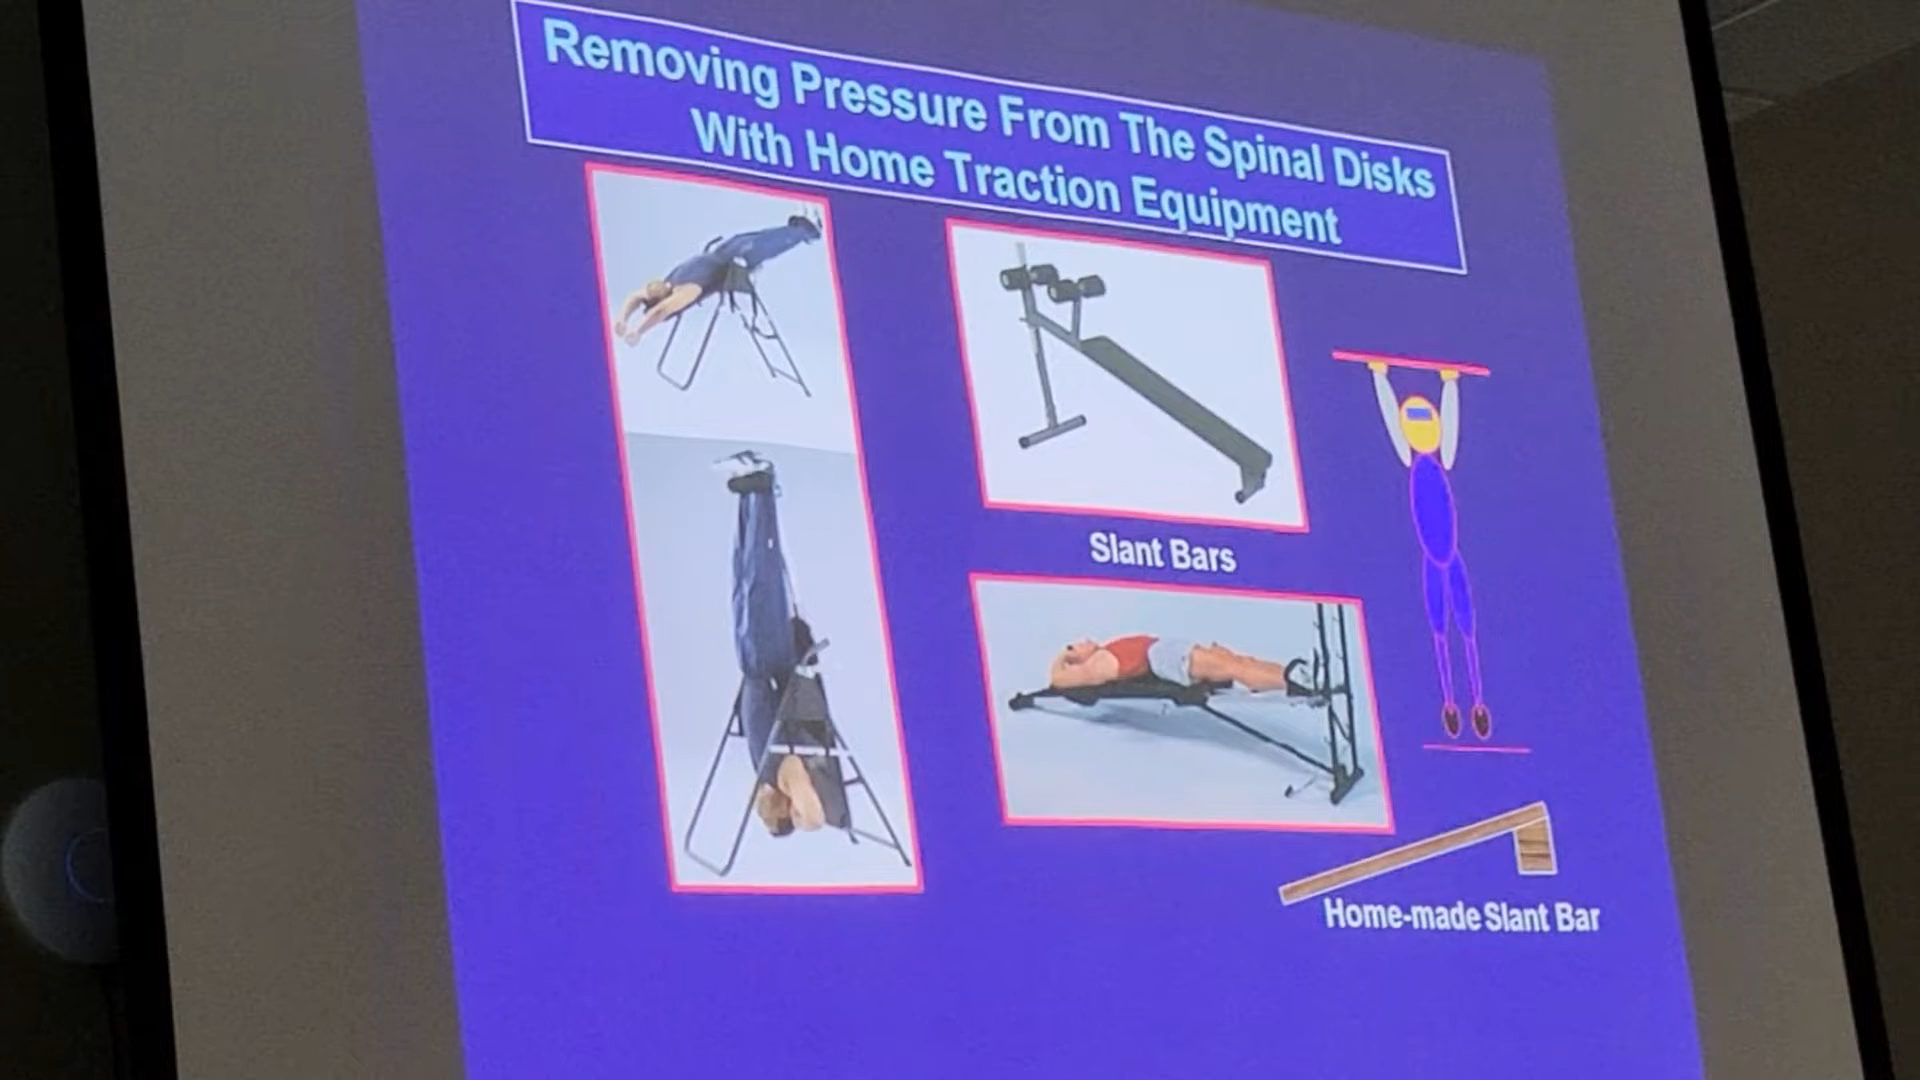 Removing Pressure From The Spinal Disks
With Home Traction Equipment
Slant Bars
Home-made Slant Bar